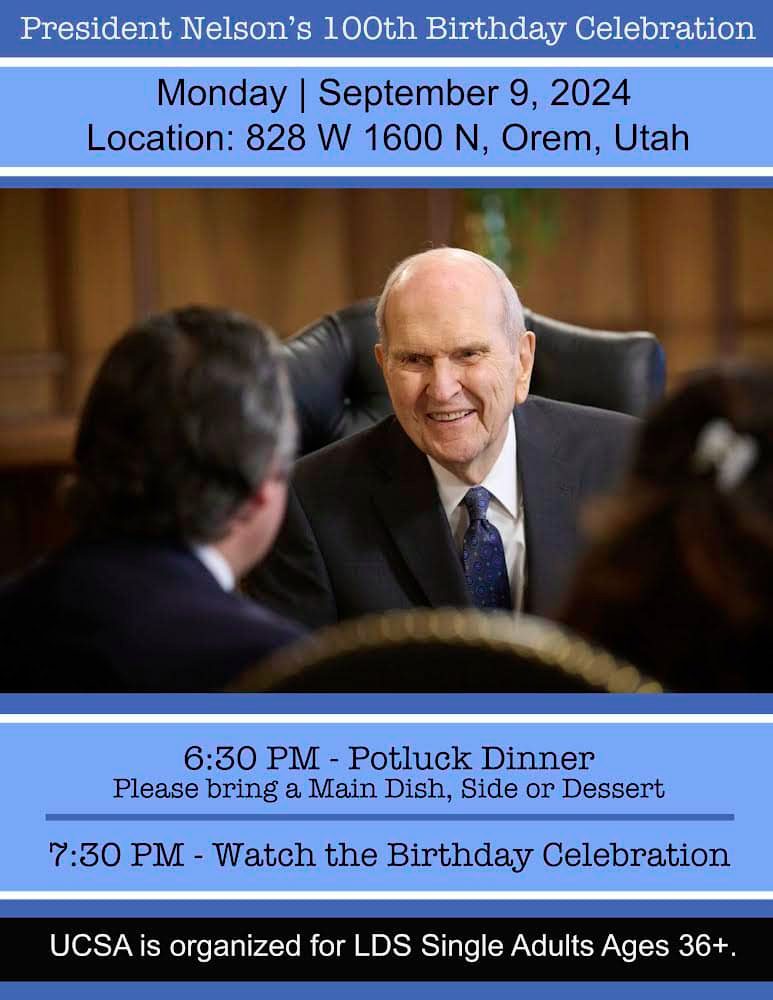 President Nelson’s 100th Birthday Celebration
Monday | September 9, 2024
Location: 828 W 1600 N, Orem, Utah
6:30 PM - Potluck Dinner
Please bring a Main Dish, Side or Dessert
7:30 PM - Watch the Birthday Celebration
UCSA is organized for LDS Single Adults Ages 36+.